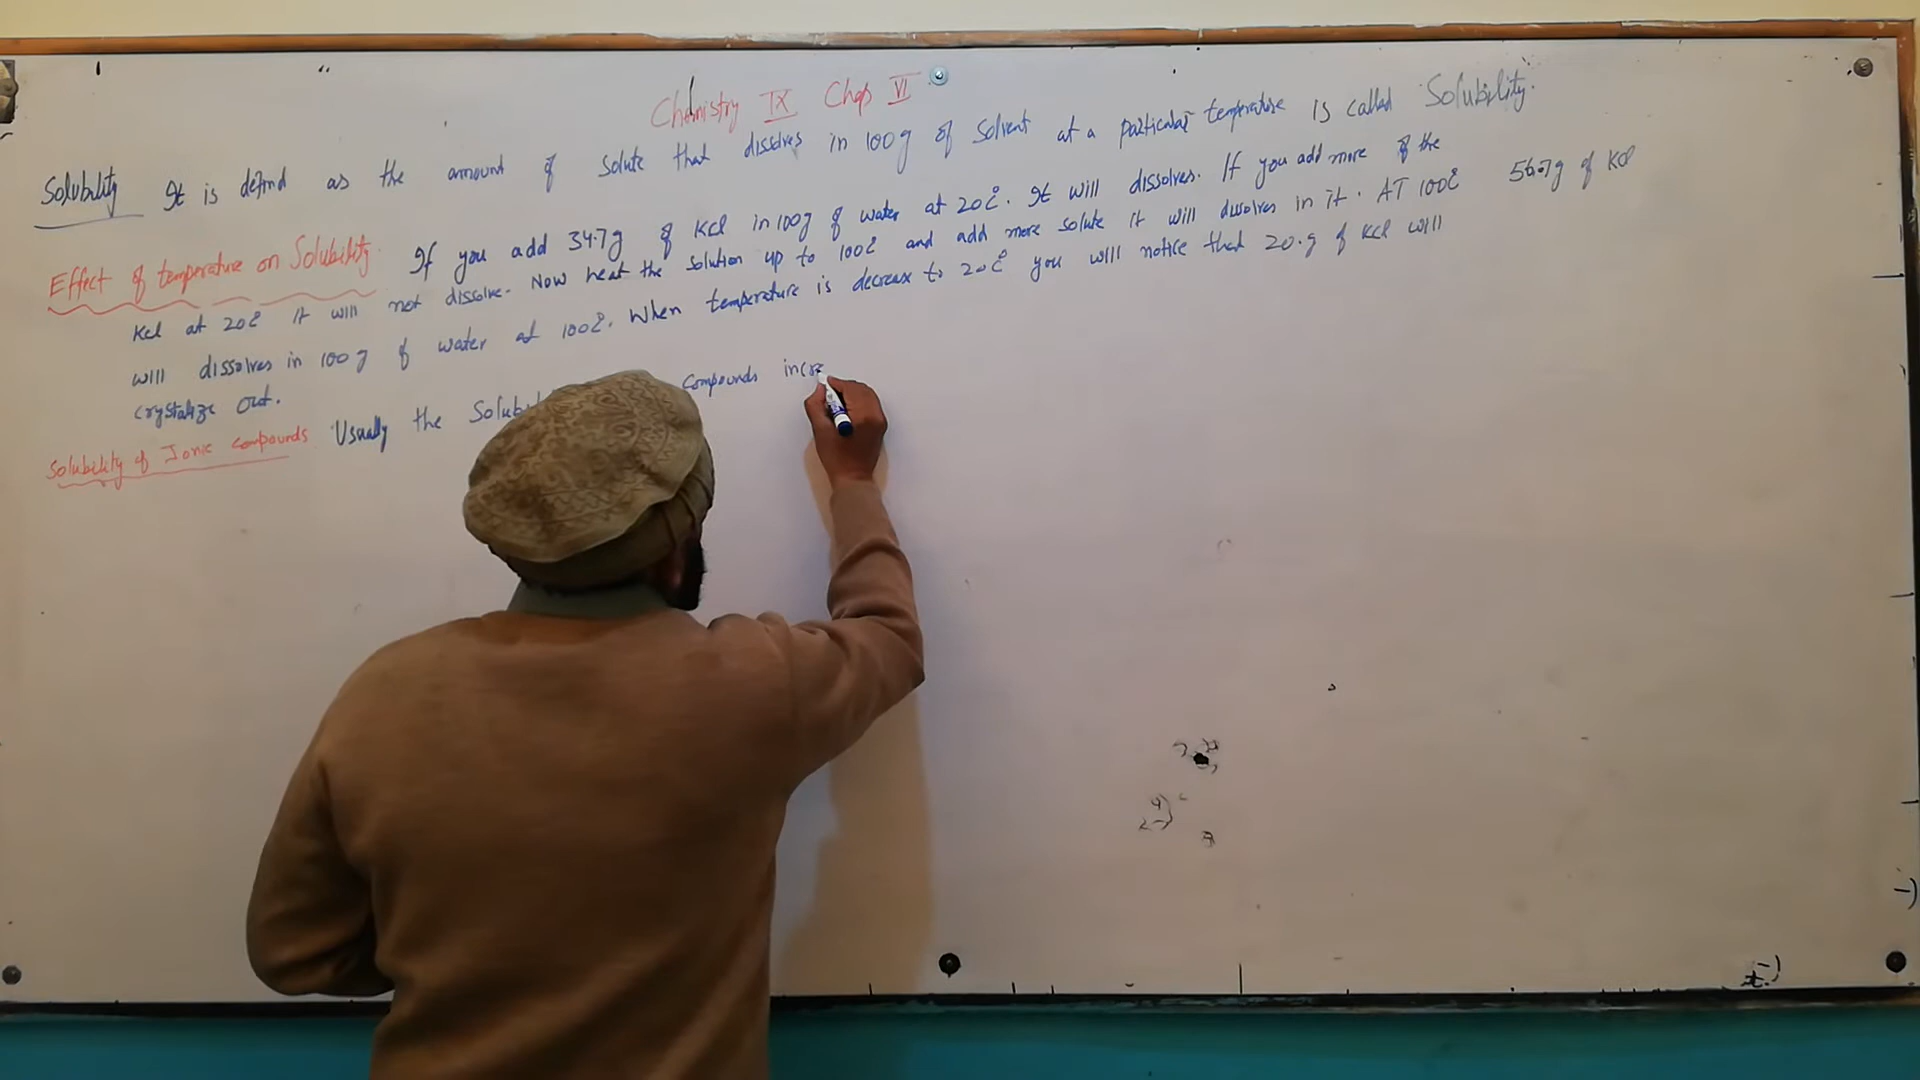 Chemistry IX Chap VI
Solubility It is defind as the amount of solute that dissolves in 100g of solvent at a particular temperature is called Solubility.
Effect of temperature on Solubility. If you add 34.7g of KCl in 100g of water at 20C°. It will dissolves. If you add more of the
KCl at 20C° it will not dissolve. Now heat the solution up to 100C° and add more solute it will dissolves in it. AT 100C° 56.7g of KCl
will dissolves in 100g of water at 100C°. When temperature is decrease to 20C° you will notice that 20.g of KCl will
crystalize out.
Solubility of Ionic compounds Usually the compounds incre